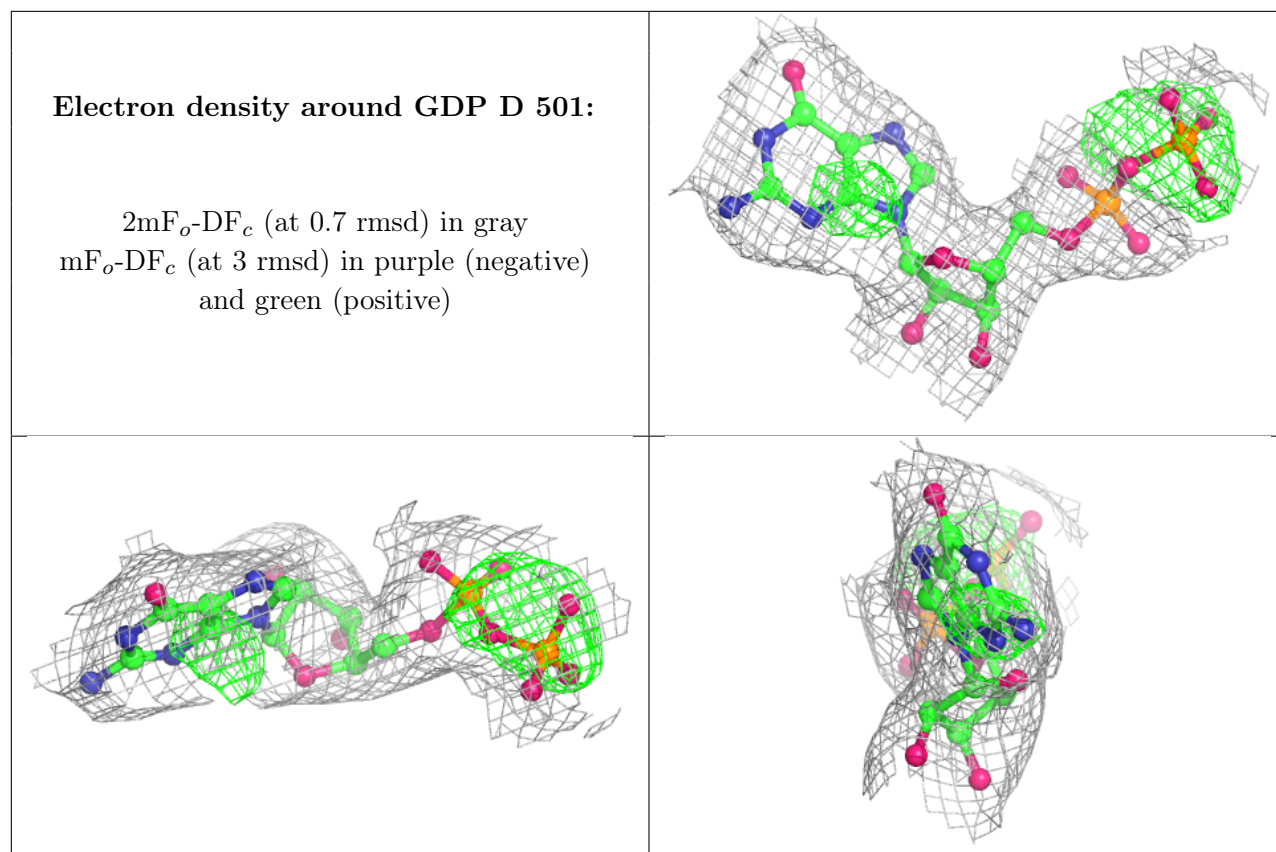 Electron density around GDP D 501:
2mFo-DFc (at 0.7 rmsd) in gray
mFo-DFc (at 3 rmsd) in purple (negative)
and green (positive)